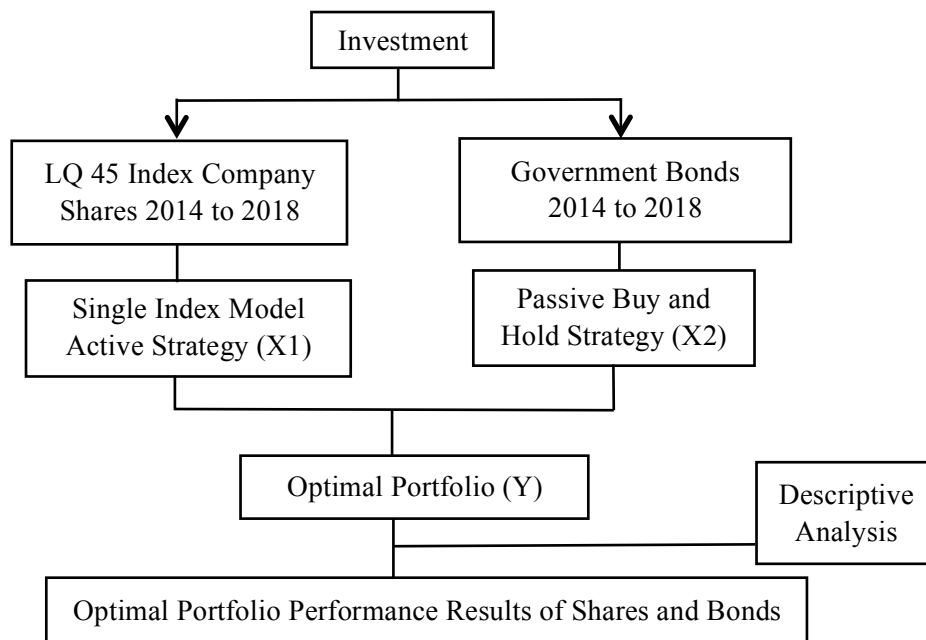 Investment
LQ 45 Index Company
Shares 2014 to 2018
Government Bonds
2014 to 2018
Single Index Model
Active Strategy (X1)
Passive Buy and
Hold Strategy (X2)
Optimal Portfolio (Y)
Descriptive
Analysis
Optimal Portfolio Performance Results of Shares and Bonds